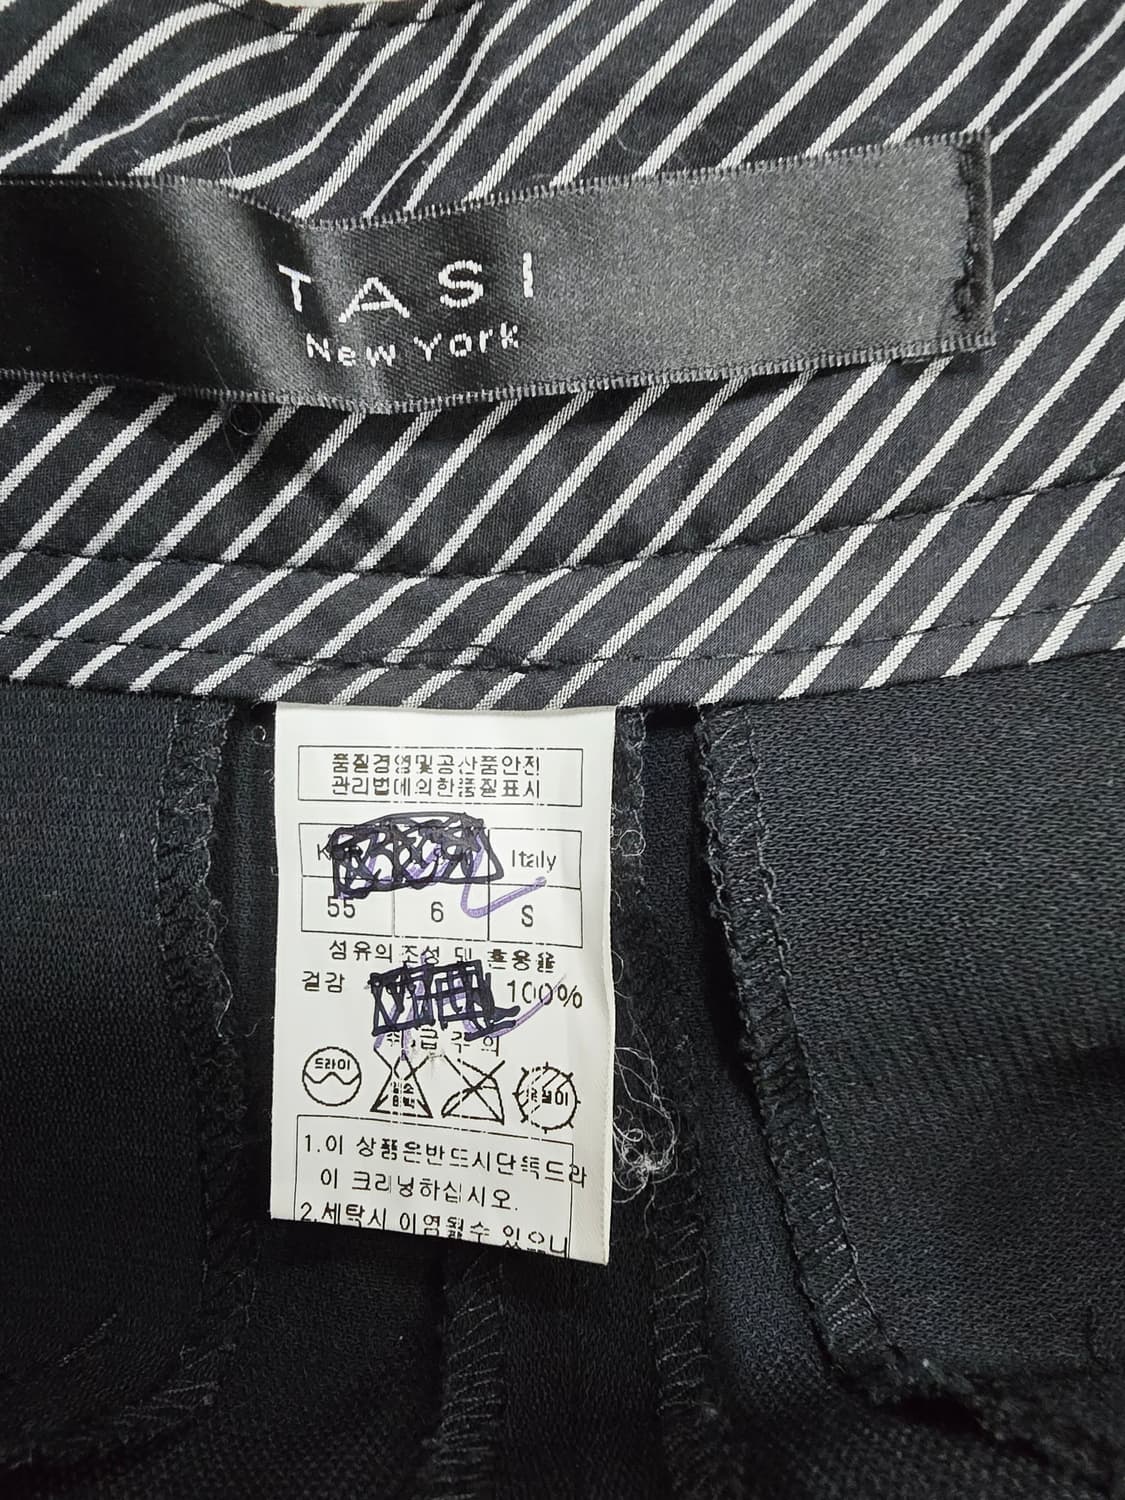 TASI
New York
품질경영및공산품안전
관리법에의한품질표시
Italy
55 6 S
섬유의 조성 및 혼용율
겉감 100%
취급주의
드라이
염소
표백
1.이 상품은반드시단독드라
이 크리닝하십시오.
2.세탁시 이염될수 있으니